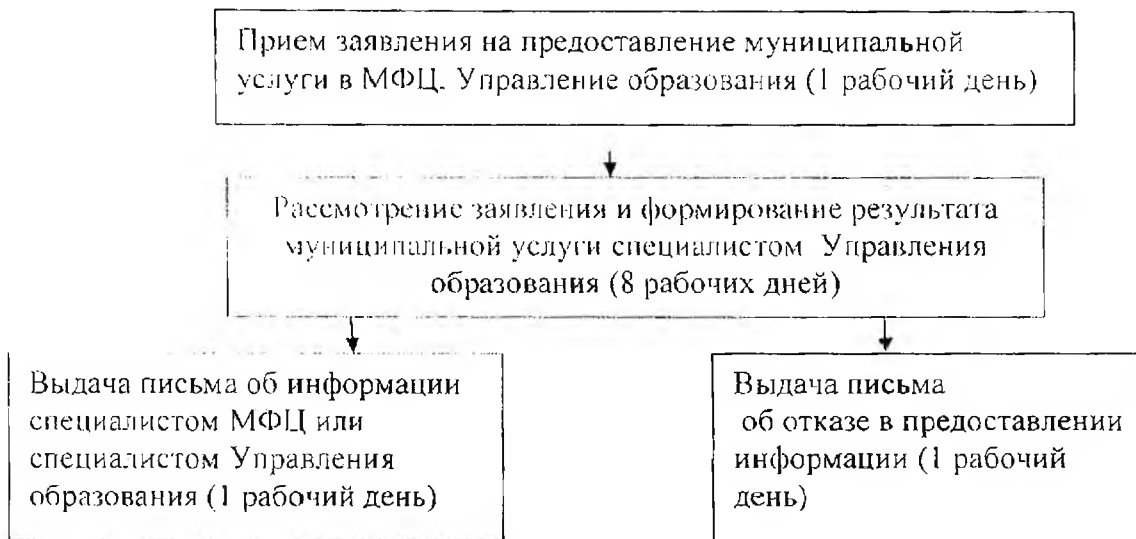 Прием заявления на предоставление муниципальной
услуги в МФЦ. Управление образования (1 рабочий день)
Рассмотрение заявления и формирование результата
муниципальной услуги специалистом Управления
образования (8 рабочих дней)
Выдача письма об информации
специалистом МФЦ или
специалистом Управления
образования (1 рабочий день)
Выдача письма
об отказе в предоставлении
информации (1 рабочий
день)